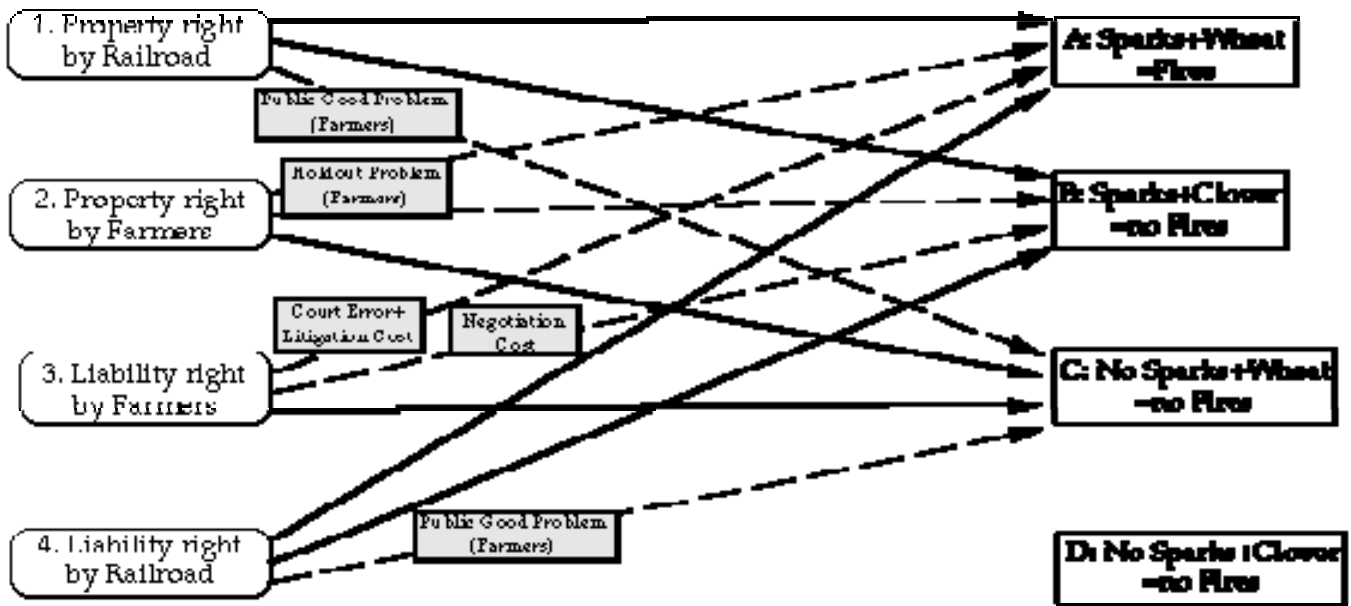 1. Property right
by Railroad
A: Sparks+Wheat
=Fires
Public Good Problem
(Farmers)
Holdout Problem
(Farmers)
2. Property right
by Farmers
B: Sparks+Clover
=no Fires
Court Error+
Litigation Cost
Negotiation
Cost
3. Liability right
by Farmers
C: No Sparks+Wheat
=no Fires
Public Good Problem
(Farmers)
4. Liability right
by Railroad
D: No Sparks+Clover
=no Fires